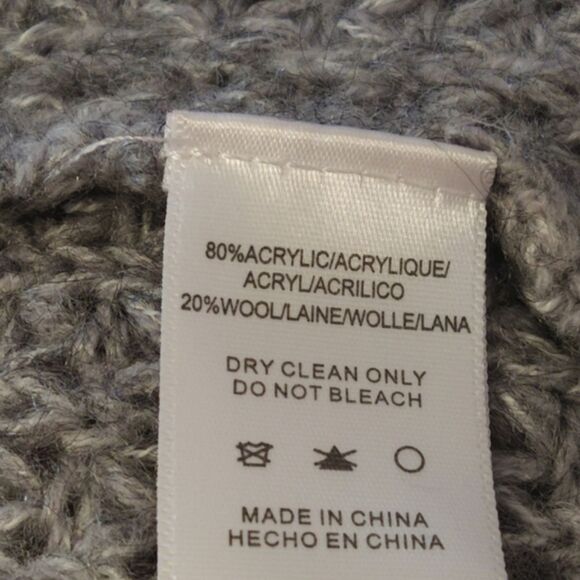 80%ACRYLIC/ACRYLIQUE/
ACRYL/ACRILICO
20%WOOL/LAINE/WOLLE/LANA
DRY CLEAN ONLY
DO NOT BLEACH
MADE IN CHINA
HECHO EN CHINA